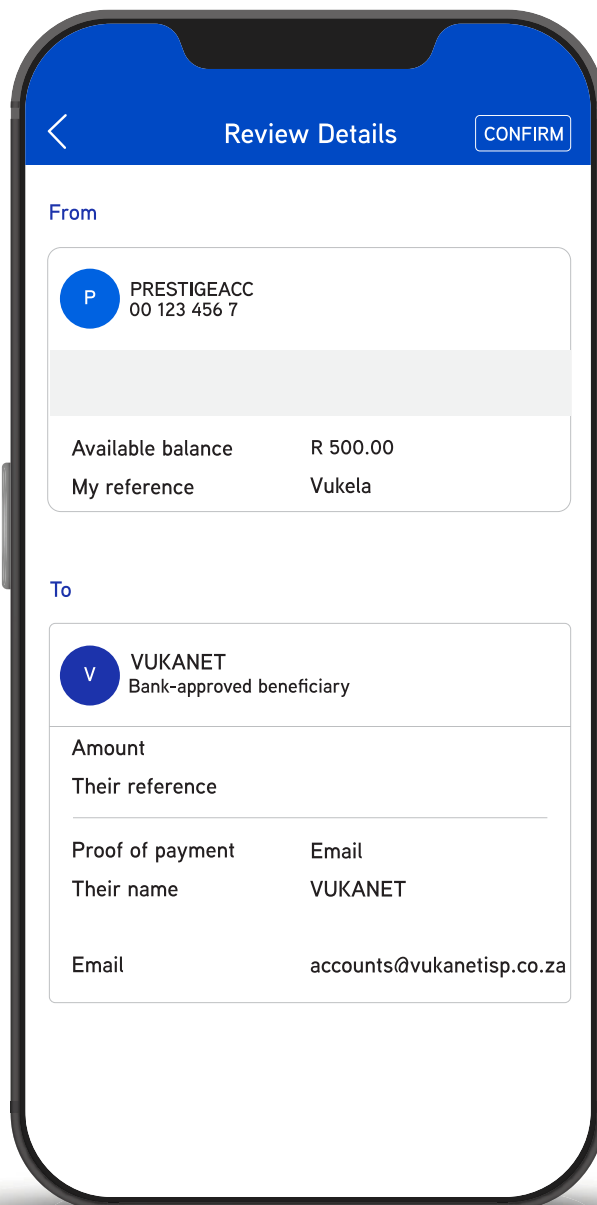 Review Details
CONFIRM
From
P
PRESTIGEACC
00 123 456 7
Available balance R 500.00
My reference Vukela
To
V
VUKANET
Bank-approved beneficiary
Amount
Their reference
Proof of payment Email
Their name VUKANET
Email accounts@vukanetisp.co.za